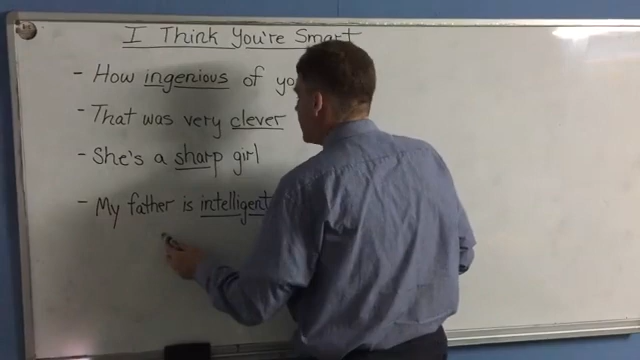 I Think You're Smart
- How ingenious of yo
- That was very clever
- She's a sharp girl
- My father is intelligent